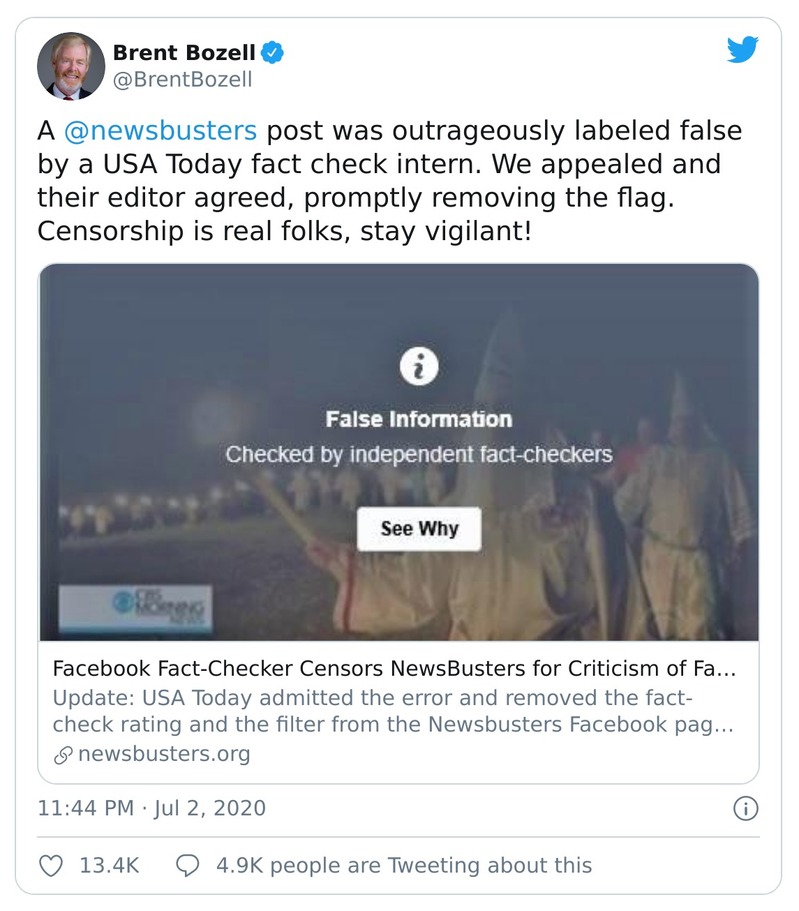 Brent Bozell
@BrentBozell
A @newsbusters post was outrageously labeled false
by a USA Today fact check intern. We appealed and
their editor agreed, promptly removing the flag.
Censorship is real folks, stay vigilant!
False Information
Checked by independent fact-checkers
See Why
CBS
MORNING
NEWS
Facebook Fact-Checker Censors NewsBusters for Criticism of Fa...
Update: USA Today admitted the error and removed the fact-
check rating and the filter from the Newsbusters Facebook pag...
newsbusters.org
11:44 PM · Jul 2, 2020
13.4K 4.9K people are Tweeting about this